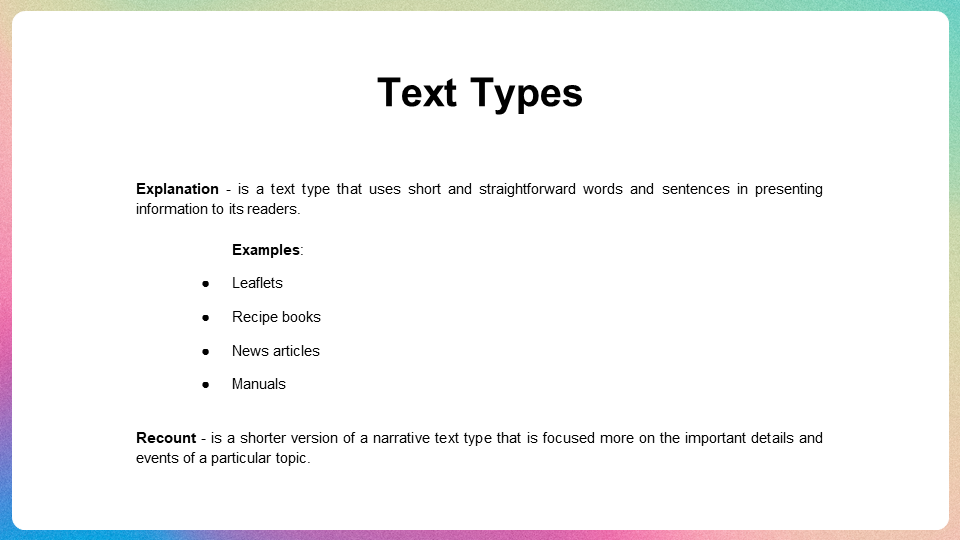 Text Types
Explanation - is a text type that uses short and straightforward words and sentences in presenting
information to its readers.
Examples:
● Leaflets
● Recipe books
● News articles
● Manuals
Recount - is a shorter version of a narrative text type that is focused more on the important details and
events of a particular topic.